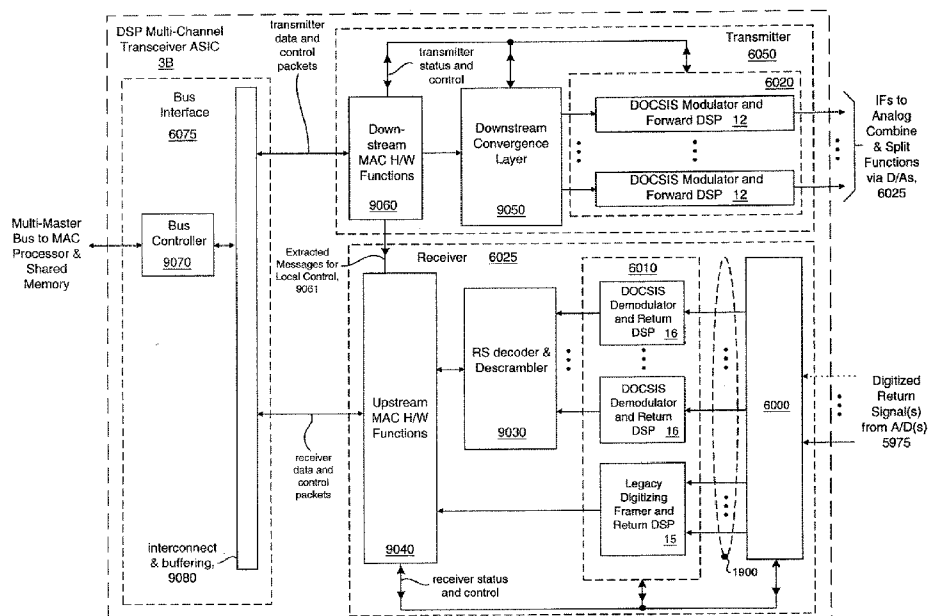 DSP Multi-Channel
Transceiver ASIC
3B
transmitter
data and
control
packets
Transmitter
6050
transmitter
status and
control
Bus
Interface
6075
Down-
stream
MAC H/W
Functions
9060
Downstream
Convergence
Layer
9050
6020
DOCSIS Modulator and
Forward DSP 12
DOCSIS Modulator and
Forward DSP 12
IFs to
Analog
Combine
& Split
Functions
via D/As,
6025
Multi-Master
Bus to MAC
Processor &
Shared
Memory
Bus
Controller
9070
Extracted
Messages for
Local Control,
9061
Receiver 6025
Upstream
MAC H/W
Functions
9040
RS decoder &
Descrambler
9030
6010
DOCSIS
Demodulator
and Return
DSP 16
DOCSIS
Demodulator
and Return
DSP 16
Legacy
Digitizing
Framer and
Return DSP
15
6000
Digitized
Return
Signal(s)
from A/D(s)
5975
receiver
data and
control
packets
interconnect
& buffering,
9080
receiver status
and control
1900